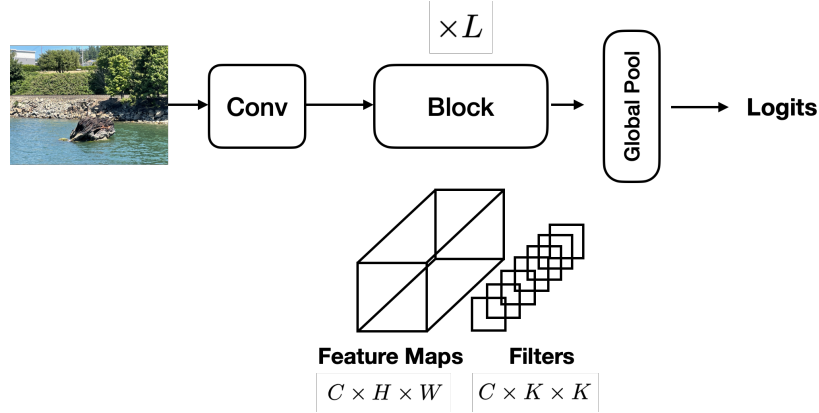 ×L
Conv
Block
Global Pool
Logits
Feature Maps
Filters
C × H × W
C × K × K